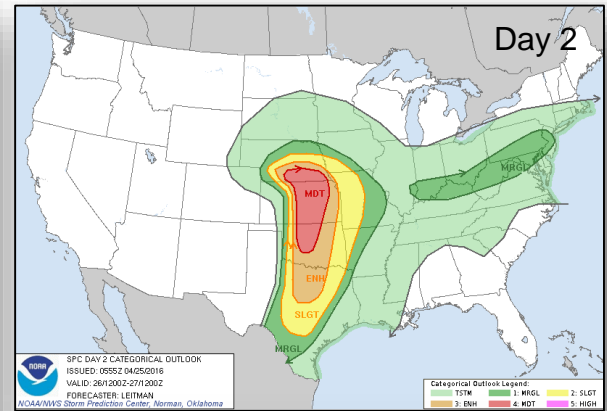 Day 2
MRGL
MDT
ENH
SLGT
MRGL
NOAA
SPC DAY 2 CATEGORICAL OUTLOOK
ISSUED: 0555Z 04/25/2016
VALID: 26/1200Z-27/1200Z
FORECASTER: LEITMAN
NOAA/NWS Storm Prediction Center, Norman, Oklahoma
Categorical Outlook Legend:
TSTM 1: MRGL 2: SLGT
3: ENH 4: MDT 5: HIGH